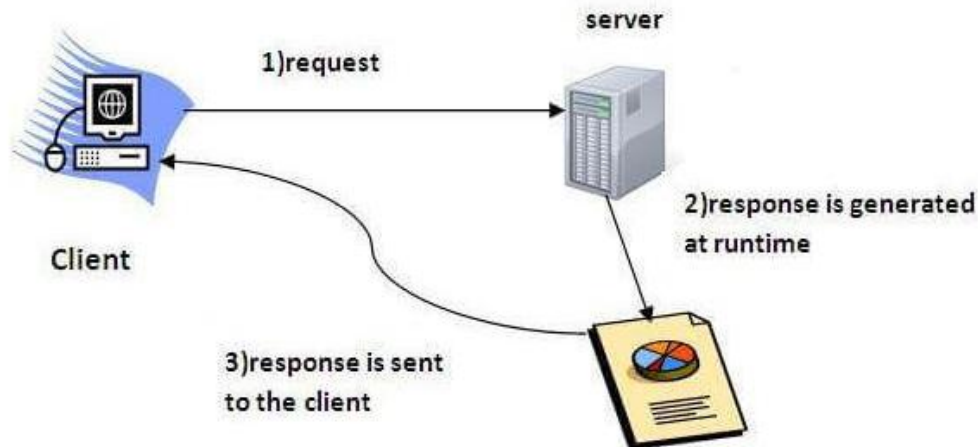 server
1)request
Client
2)response is generated
at runtime
3)response is sent
to the client